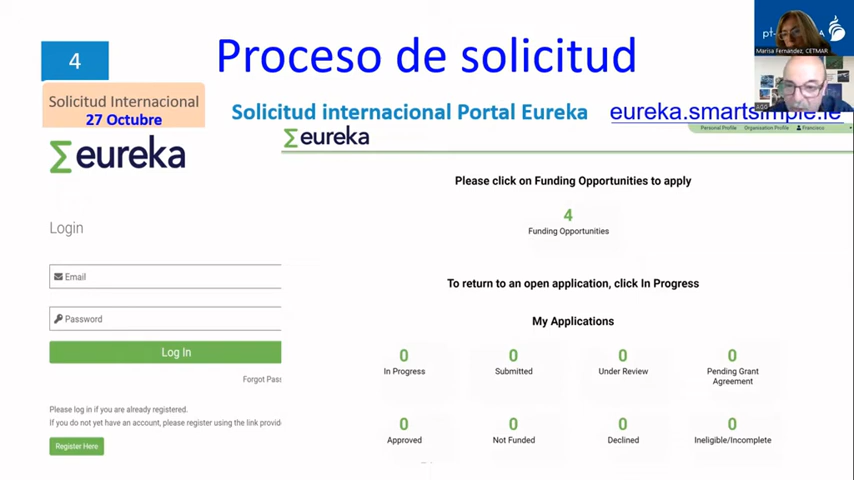 4
Proceso de solicitud
Solicitud Internacional
27 Octubre
Solicitud internacional Portal Eureka
eureka.smartsimple.ie
Marisa Fernández, CETMAR
eureka
eureka
Personal Profile
Organisation Profile
Francisco
Login
Email
Password
Log In
Forgot Pas
Please log in if you are already registered.
If you do not yet have an account, please register using the link provid
Register Here
Please click on Funding Opportunities to apply
4
Funding Opportunities
To return to an open application, click In Progress
My Applications
0 0 0 0
In Progress Submitted Under Review Pending Grant
Agreement
0 0 0 0
Approved Not Funded Declined Ineligible/Incomplete